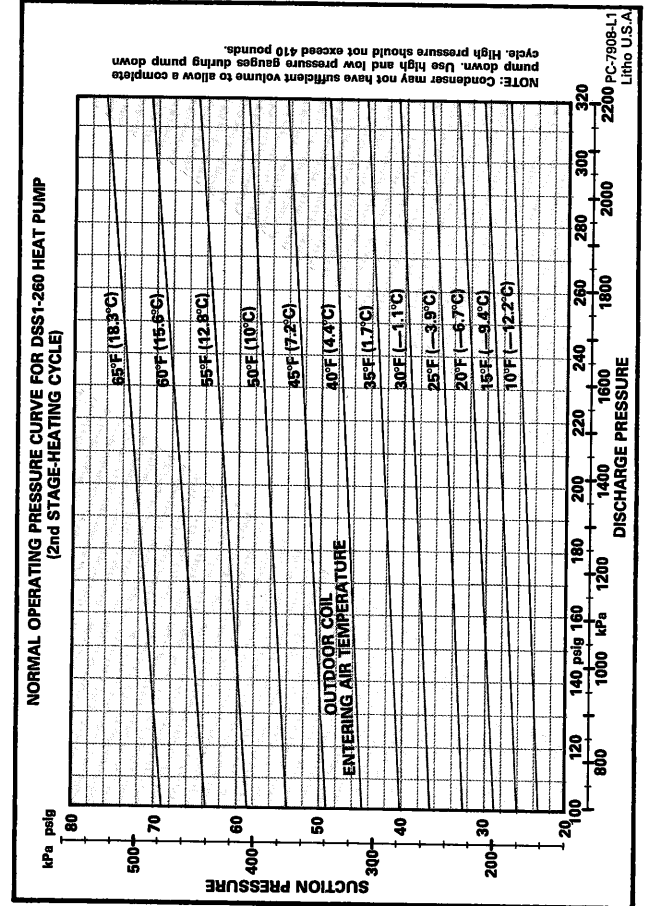 NORMAL OPERATING PRESSURE CURVE FOR DSS1-260 HEAT PUMP
(2nd STAGE-HEATING CYCLE)
kPa psig
80
70
60
50
40
30
20
500
400
300
200
SUCTION PRESSURE
65°F (18.3°C)
60°F (15.6°C)
55°F (12.8°C)
50°F (10°C)
45°F (7.2°C)
40°F (4.4°C)
35°F (1.7°C)
30°F (—1.1°C)
25°F (—3.9°C)
20°F (—6.7°C)
15°F (—9.4°C)
10°F (—12.2°C)
OUTDOOR COIL
ENTERING AIR TEMPERATURE
100 120 140 psig 160 180 200 220 240 260 280 300 320
800 1000 kPa 1200 1400 1600 1800 2000 2200
DISCHARGE PRESSURE
NOTE: Condenser may not have sufficient volume to allow a complete
pump down. Use high and low pressure gauges during pump down
cycle. High pressure should not exceed 410 pounds.
PC-7908-L1
Litho U.S.A.